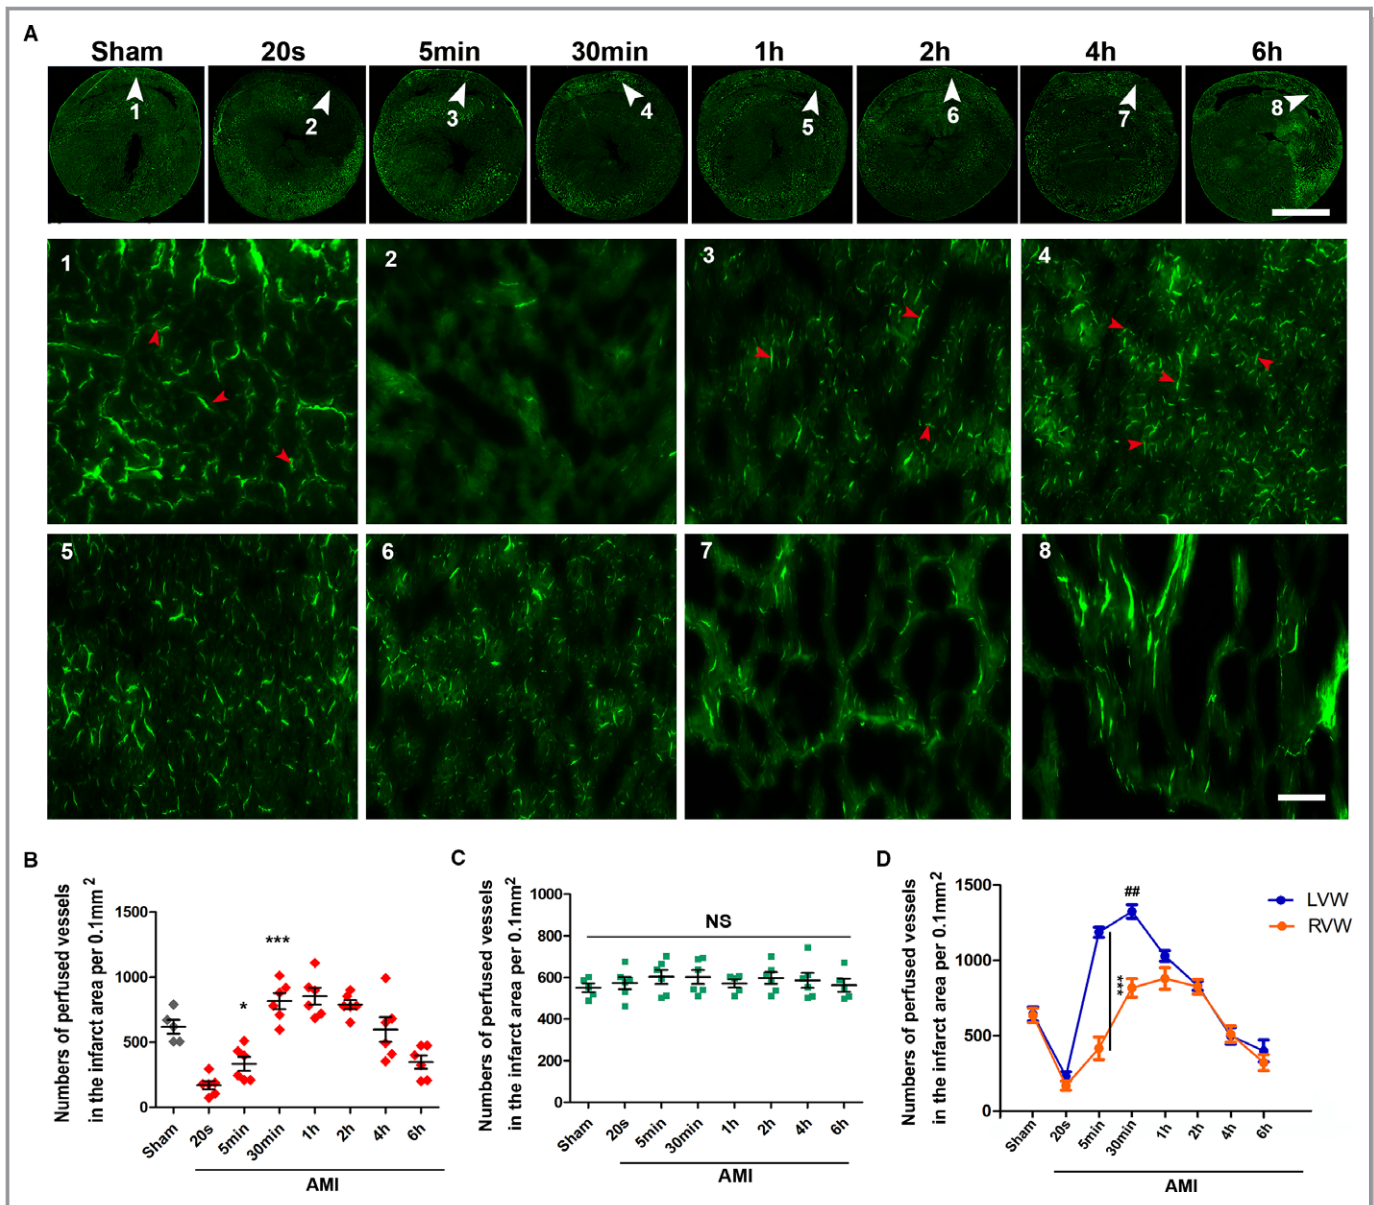 A
Sham 20s 5min 30min 1h 2h 4h 6h
1 2 3 4 5 6 7 8
1 2 3 4
5 6 7 8
B
Numbers of perfused vessels
in the infarct area per 0.1mm2
1500
1000
500
0
***
*
Sham 20s 5min 30min 1h 2h 4h 6h
AMI
C
Numbers of perfused vessels
in the infarct area per 0.1mm2
1000
800
600
400
200
0
NS
Sham 20s 5min 30min 1h 2h 4h 6h
AMI
D
Numbers of perfused vessels
in the infarct area per 0.1mm2
1500
1000
500
0
##
***
LVW
RVW
Sham 20s 5min 30min 1h 2h 4h 6h
AMI